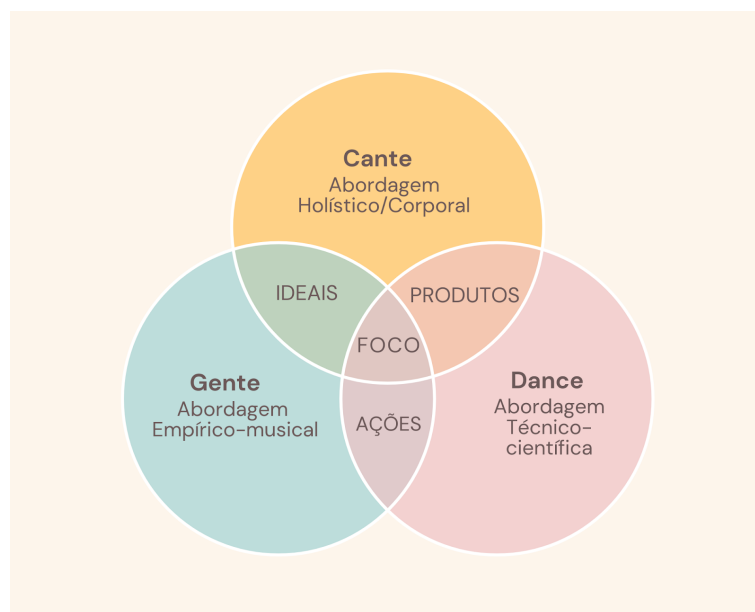 Cante
Abordagem
Holístico/Corporal
IDEAIS
PRODUTOS
FOCO
Gente
Abordagem
Empírico-musical
Dance
Abordagem
Técnico-
científica
AÇÕES